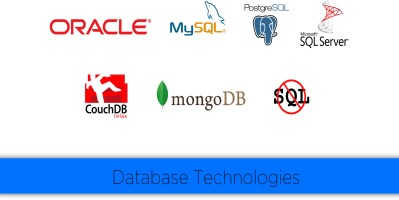 ORACLE®
MySQL®
PostgreSQL
Microsoft®
SQL Server®
CouchDB
relax
mongoDB
SQL
Database Technologies